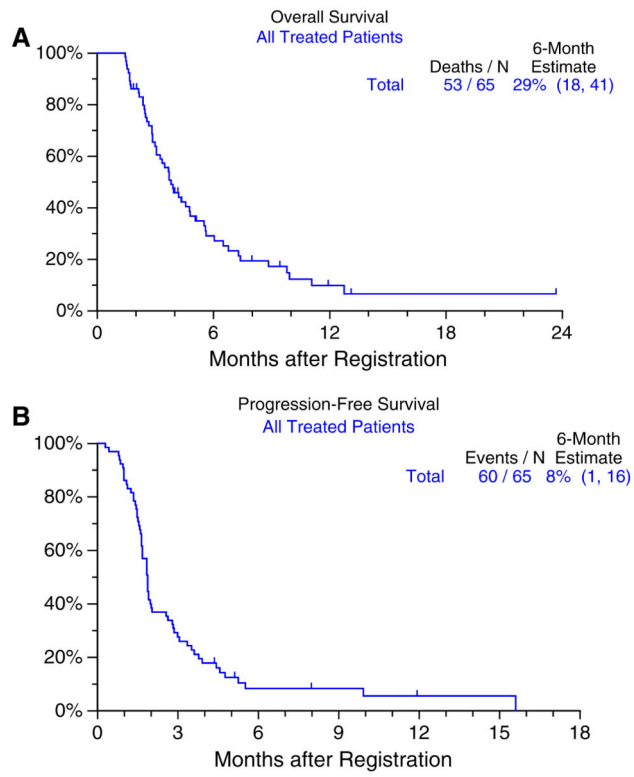 A
Overall Survival
All Treated Patients
6-Month
Deaths / N Estimate
Total 53 / 65 29% (18, 41)
100%
80%
60%
40%
20%
0%
0 6 12 18 24
Months after Registration
B
Progression-Free Survival
All Treated Patients
6-Month
Events / N Estimate
Total 60 / 65 8% (1, 16)
100%
80%
60%
40%
20%
0%
0 3 6 9 12 15 18
Months after Registration